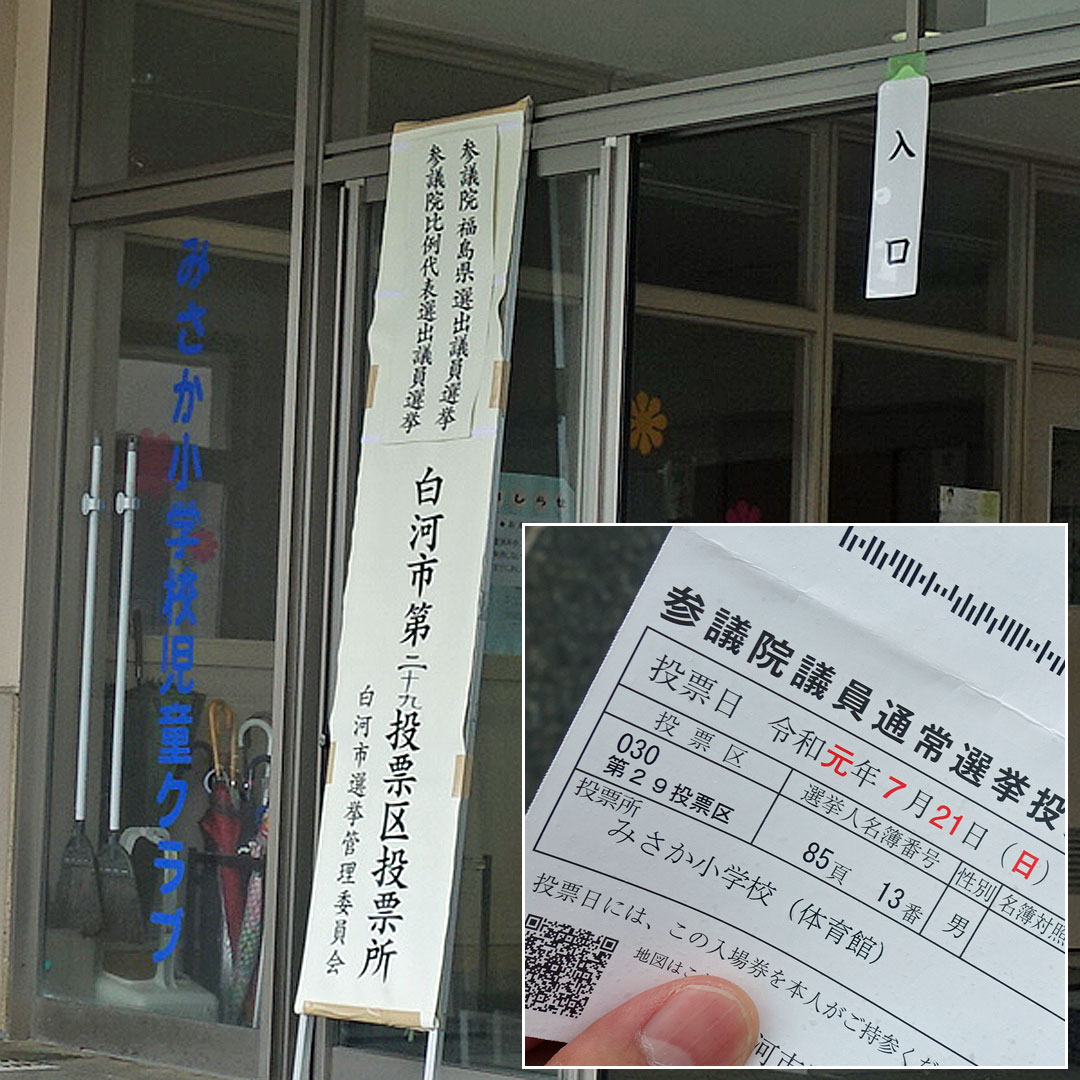 みさか小学校児童クラブ
参議院福島県選出議員選挙
参議院比例代表選出議員選挙
白河市第二十九投票区投票所
白河市選挙管理委員会
入口
おしらせ
参議院議員通常選挙投
投票日 令和元年7月21日(日)
投票区
選挙人名簿番号
性別
名簿対照
030
第29投票区
85頁 13番
男
投票所
みさか小学校(体育館)
投票日には、この入場券を本人がご持参くだ
地図はこ
河市